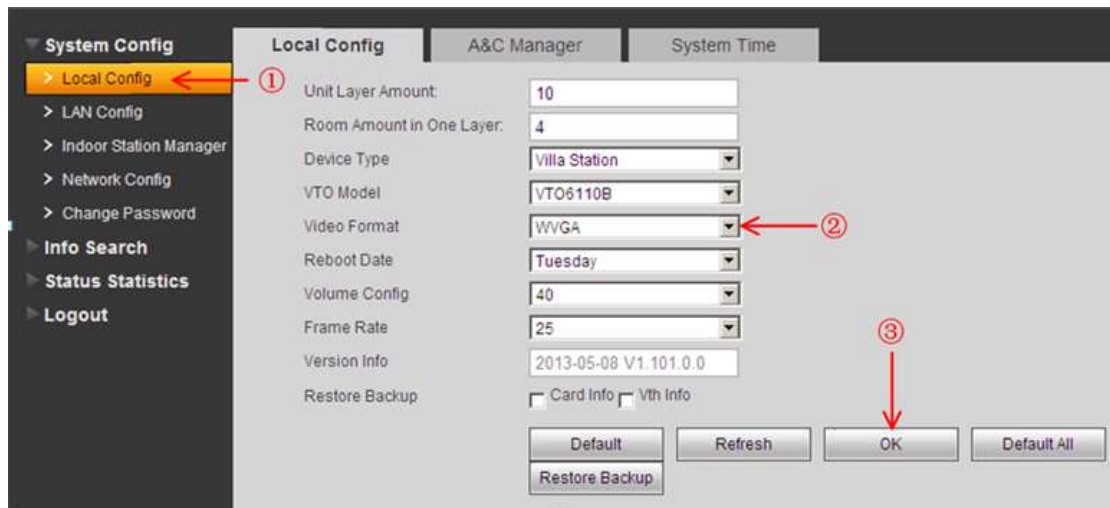 System Config
> Local Config
> LAN Config
> Indoor Station Manager
> Network Config
> Change Password
Info Search
Status Statistics
Logout
Local Config A&C Manager System Time
①
Unit Layer Amount: 10
Room Amount in One Layer: 4
Device Type Villa Station
VTO Model VTO6110B
Video Format WVGA ②
Reboot Date Tuesday
Volume Config 40
Frame Rate 25
③
Version Info 2013-05-08 V1.101.0.0
Restore Backup Card Info Vth Info
Default Refresh OK Default All
Restore Backup